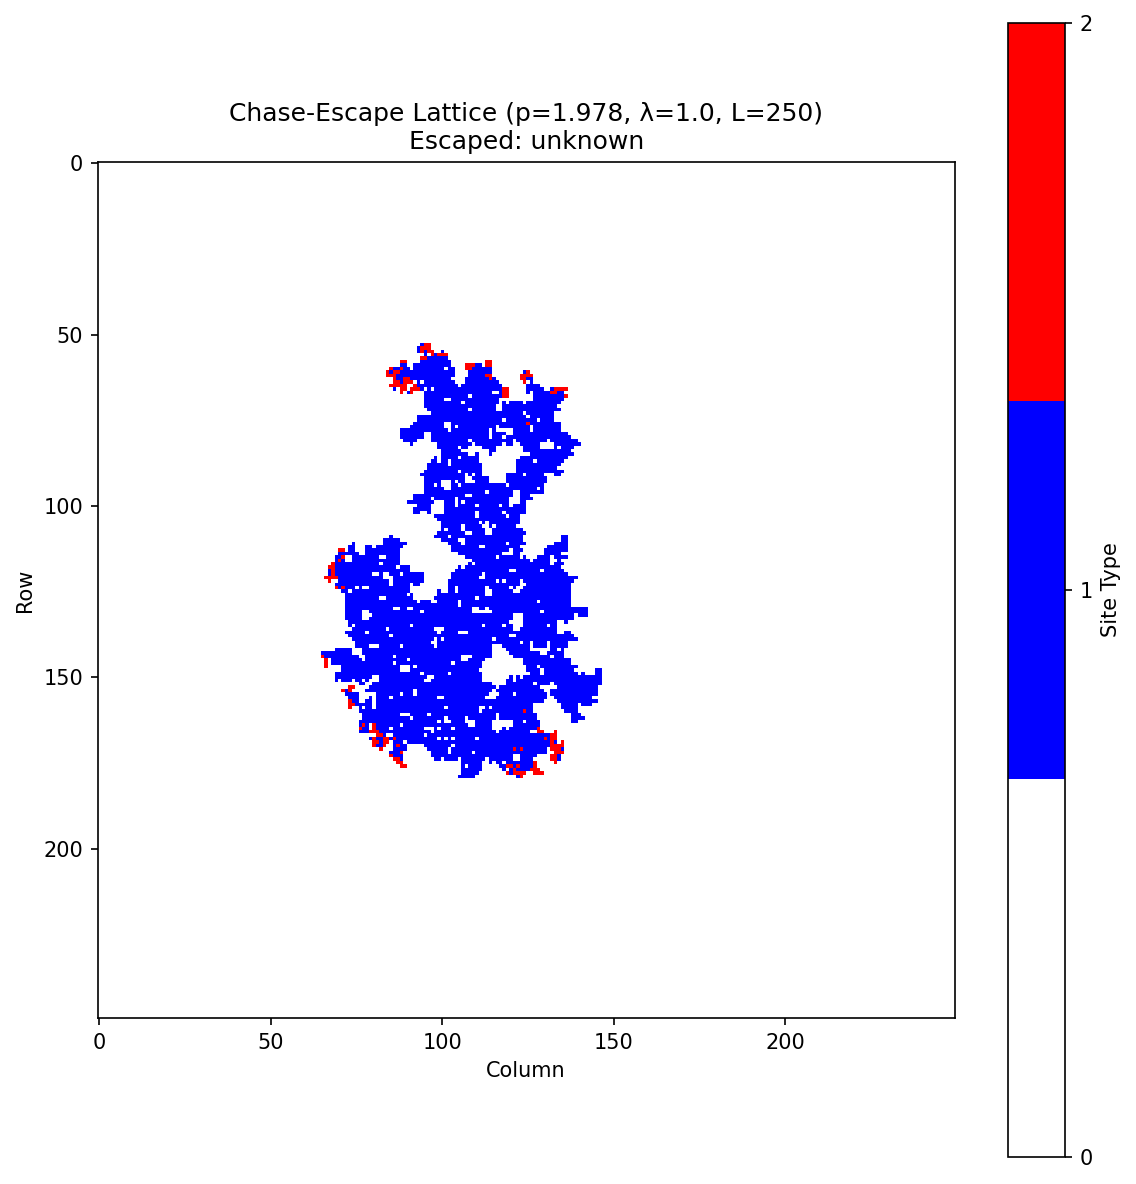 Chase-Escape Lattice (p=1.978, λ=1.0, L=250)
Escaped: unknown
0
50
100
150
200
Row
0
50
100
150
200
Column
2
1
0
Site Type